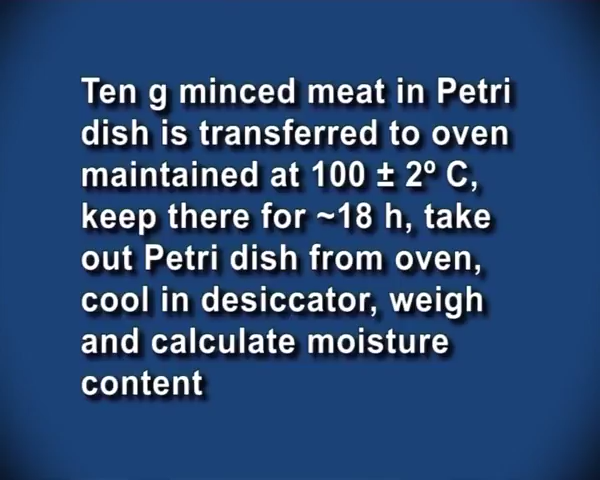 Ten g minced meat in Petri
dish is transferred to oven
maintained at 100 ± 2º C,
keep there for ~18 h, take
out Petri dish from oven,
cool in desiccator, weigh
and calculate moisture
content